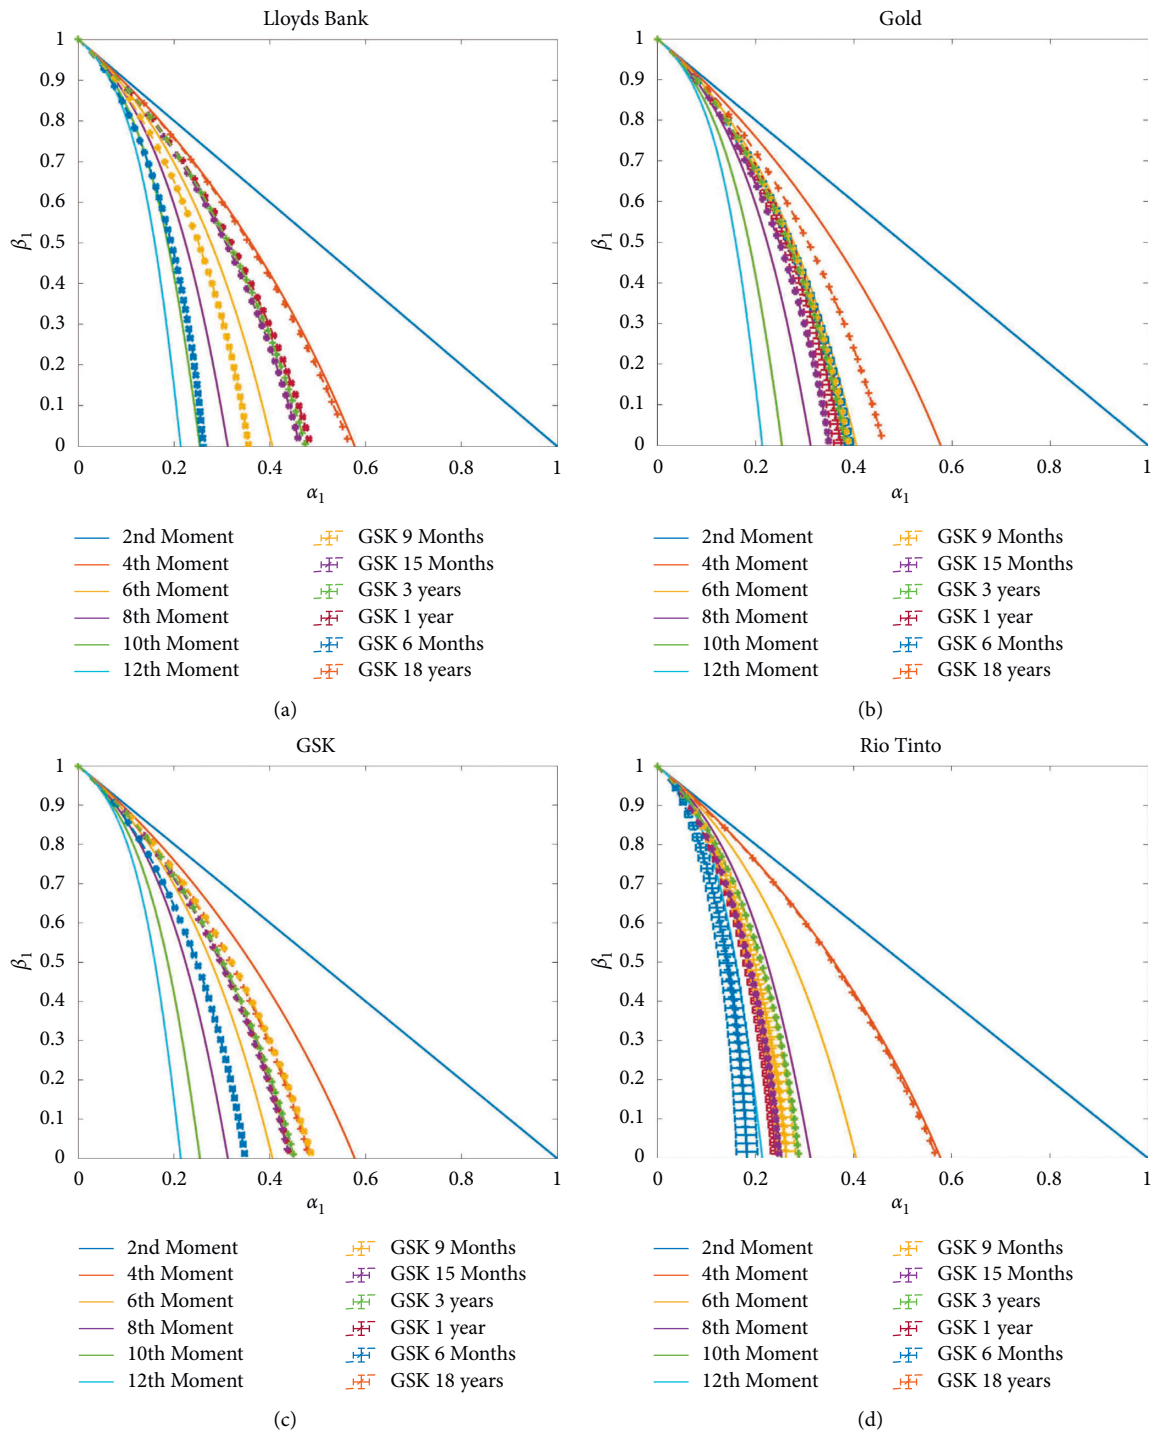 Lloyds Bank
1
0.9
0.8
0.7
0.6
0.5
0.4
0.3
0.2
0.1
0
β1
0 0.2 0.4 0.6 0.8 1
α1
2nd Moment
4th Moment
6th Moment
8th Moment
10th Moment
12th Moment
GSK 9 Months
GSK 15 Months
GSK 3 years
GSK 1 year
GSK 6 Months
GSK 18 years
(a)
Gold
1
0.9
0.8
0.7
0.6
0.5
0.4
0.3
0.2
0.1
0
β1
0 0.2 0.4 0.6 0.8 1
α1
2nd Moment
4th Moment
6th Moment
8th Moment
10th Moment
12th Moment
GSK 9 Months
GSK 15 Months
GSK 3 years
GSK 1 year
GSK 6 Months
GSK 18 years
(b)
GSK
1
0.9
0.8
0.7
0.6
0.5
0.4
0.3
0.2
0.1
0
β1
0 0.2 0.4 0.6 0.8 1
α1
2nd Moment
4th Moment
6th Moment
8th Moment
10th Moment
12th Moment
GSK 9 Months
GSK 15 Months
GSK 3 years
GSK 1 year
GSK 6 Months
GSK 18 years
(c)
Rio Tinto
1
0.9
0.8
0.7
0.6
0.5
0.4
0.3
0.2
0.1
0
β1
0 0.2 0.4 0.6 0.8 1
α1
2nd Moment
4th Moment
6th Moment
8th Moment
10th Moment
12th Moment
GSK 9 Months
GSK 15 Months
GSK 3 years
GSK 1 year
GSK 6 Months
GSK 18 years
(d)